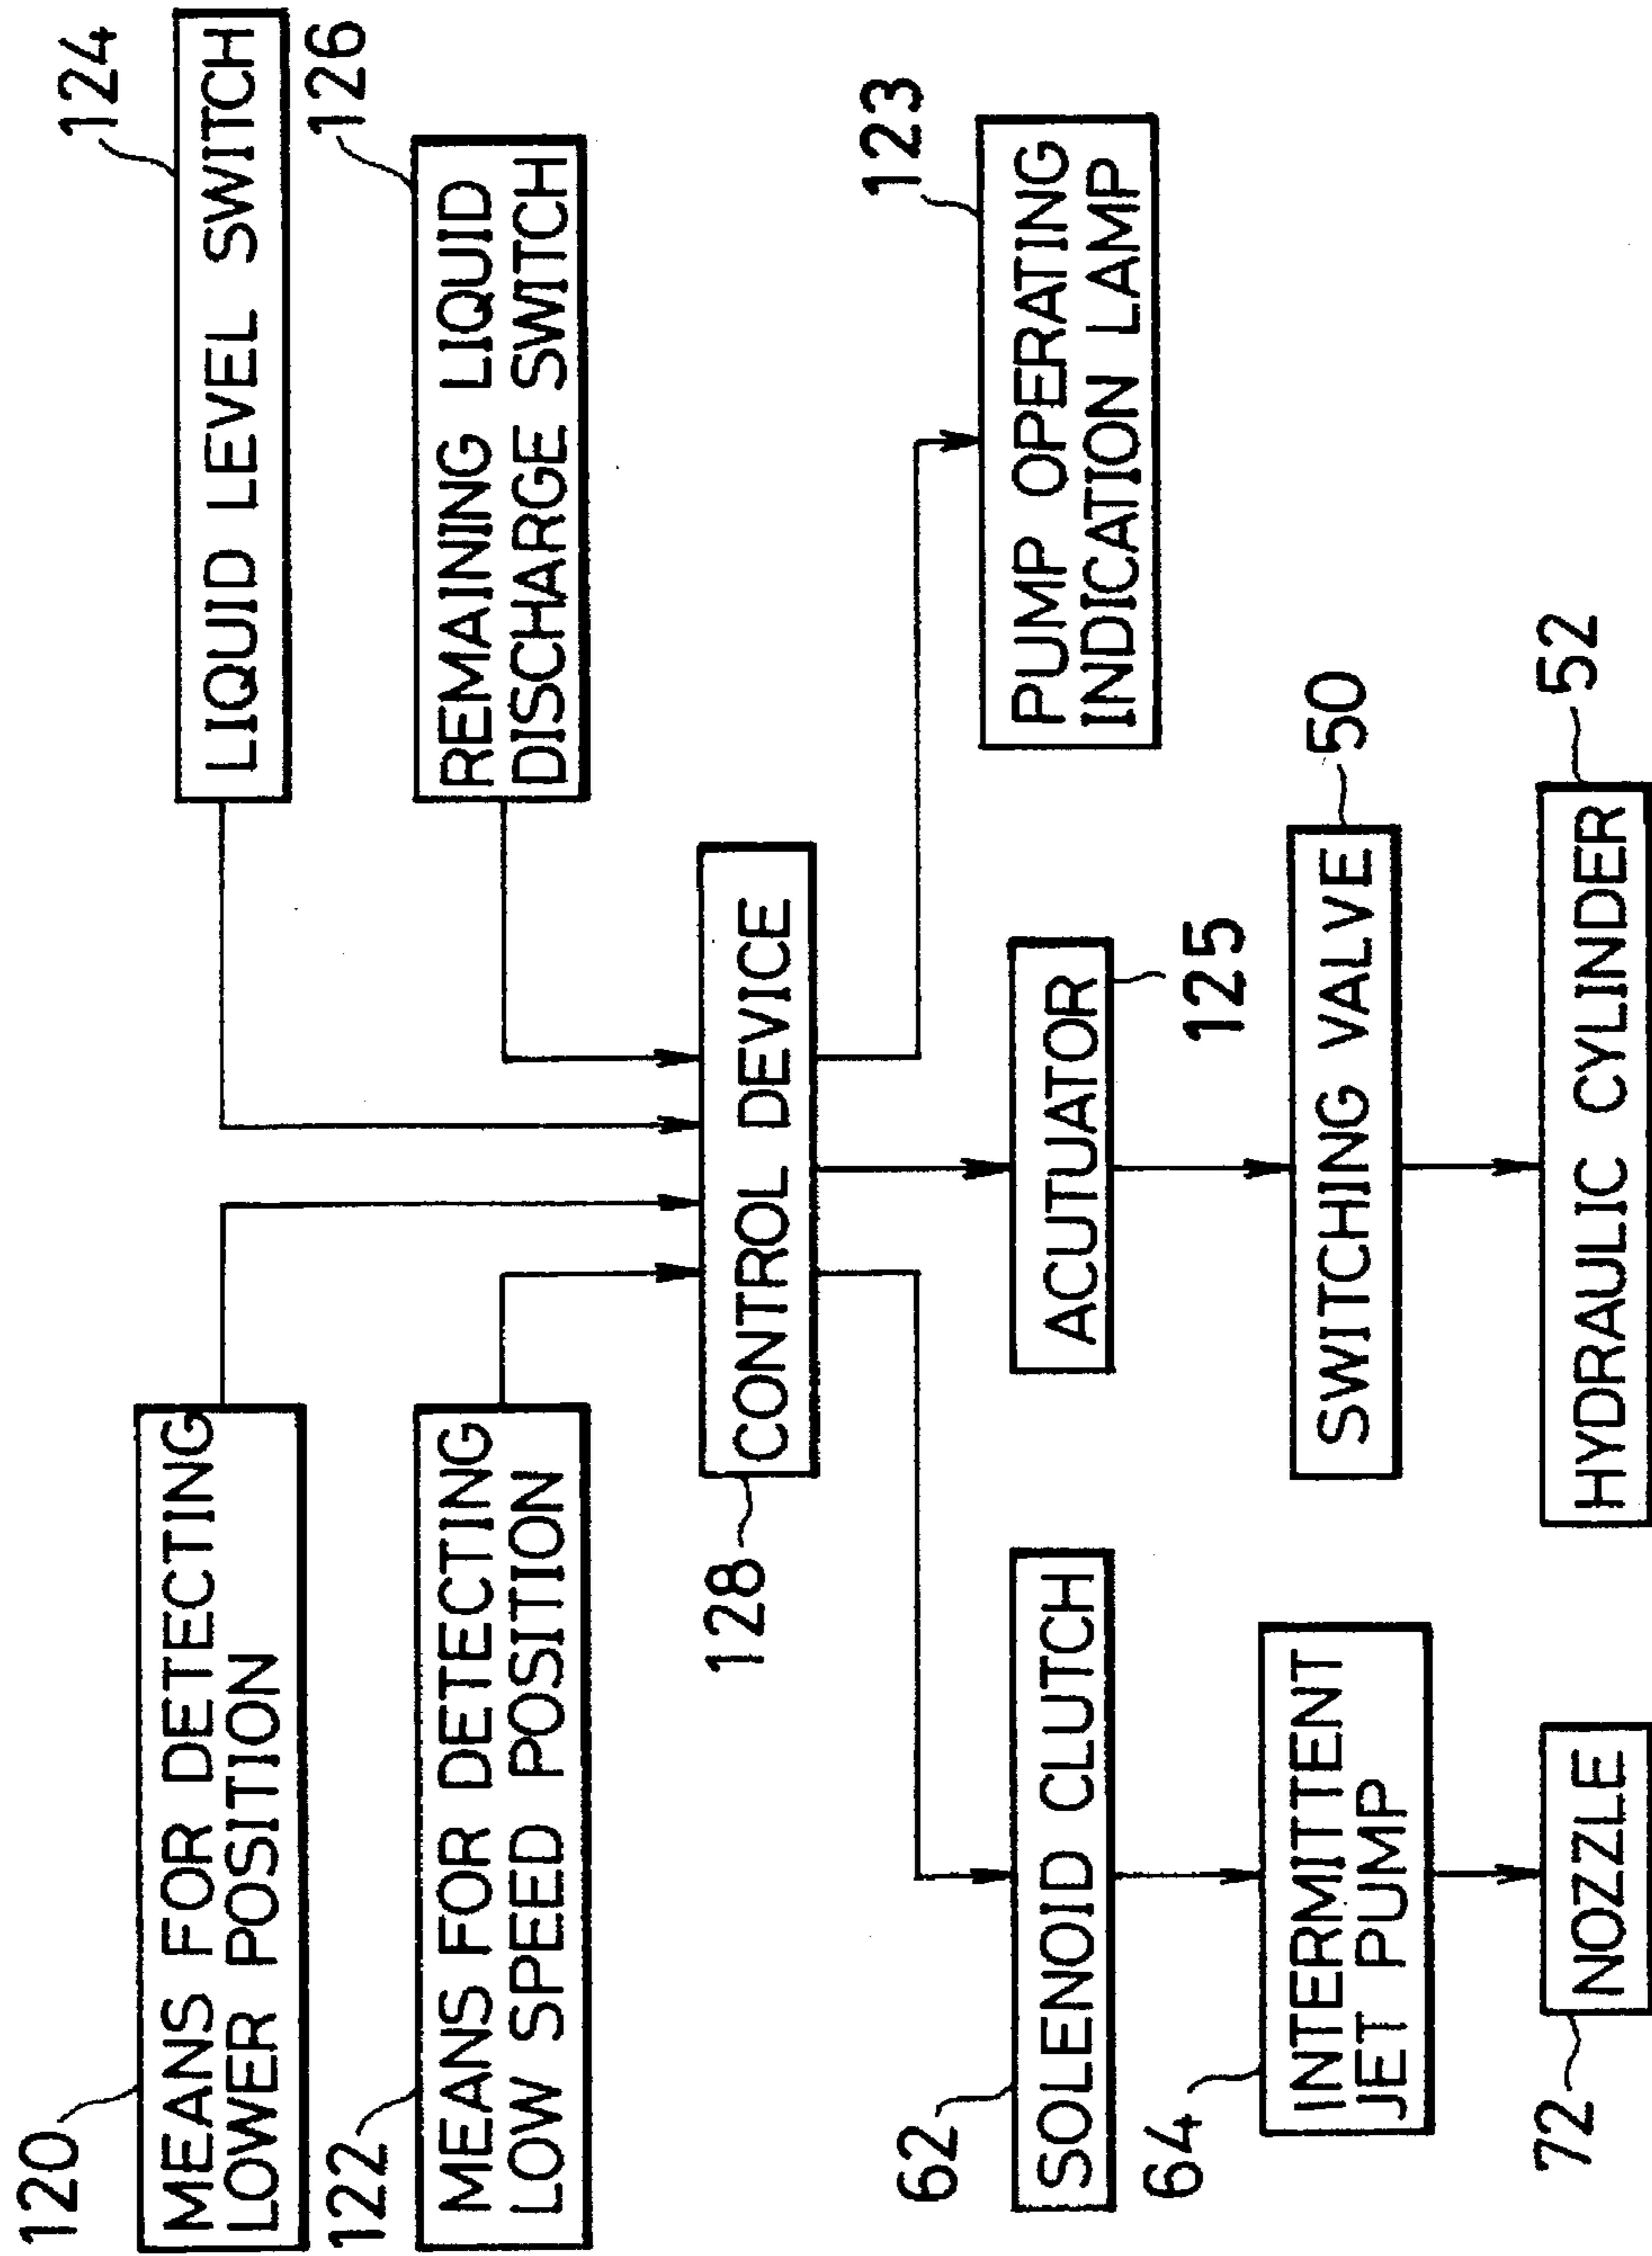 120
MEANS FOR DETECTING
LOWER POSITION
122
MEANS FOR DETECTING
LOW SPEED POSITION
LIQUID LEVEL SWITCH
124
REMAINING LIQUID
DISCHARGE SWITCH
126
128
CONTROL DEVICE
62
SOLENOID CLUTCH
64
INTERMITTENT
JET PUMP
72
NOZZLE
ACUTUATOR
125
SWITCHING VALVE
50
HYDRAULIC CYLINDER
52
PUMP OPERATING
INDICATION LAMP
123